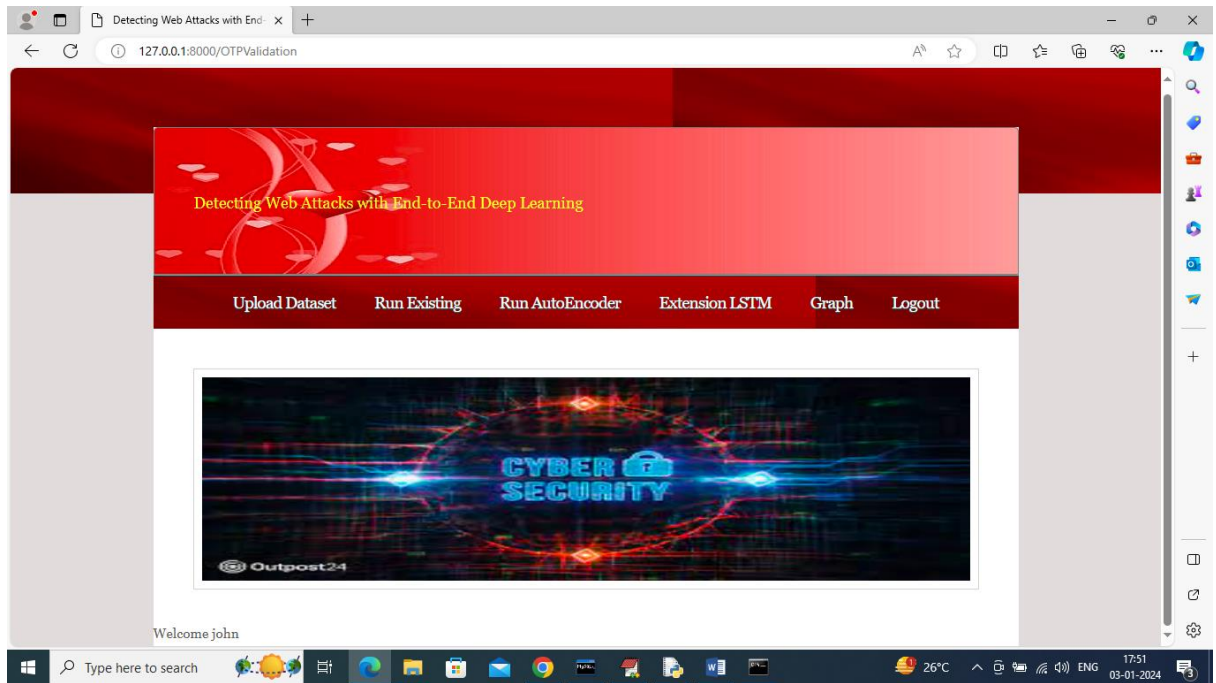 Detecting Web Attacks with End-
127.0.0.1:8000/OTPValidation
Detecting Web Attacks with End-to-End Deep Learning
Upload Dataset Run Existing Run AutoEncoder Extension LSTM Graph Logout
CYBER
SECURITY
Outpost24
Welcome john
Type here to search
26°C
ENG
17:51
03-01-2024
3